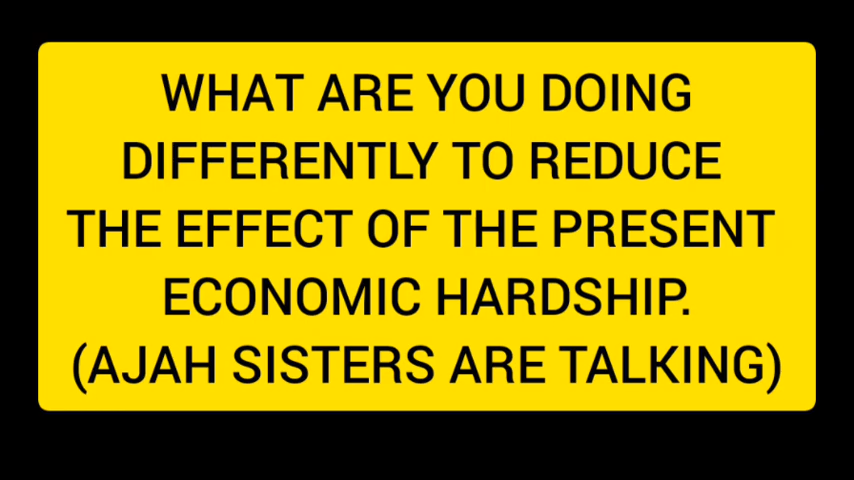 WHAT ARE YOU DOING
DIFFERENTLY TO REDUCE
THE EFFECT OF THE PRESENT
ECONOMIC HARDSHIP.
(AJAH SISTERS ARE TALKING)